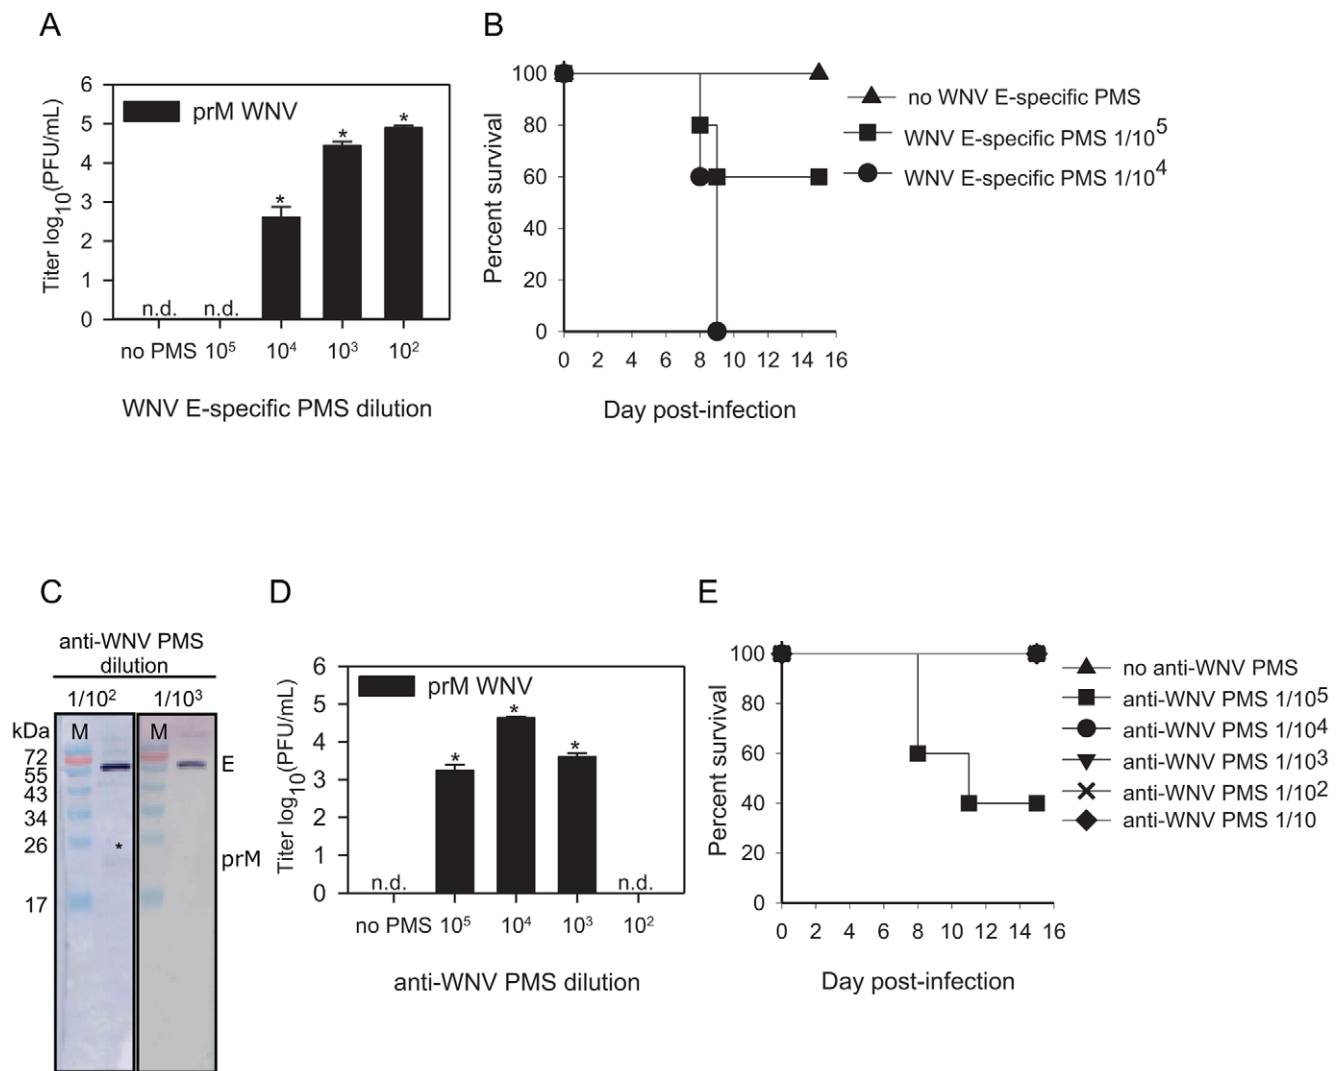 A
6
5
4
3
2
1
0
Titer log10(PFU/mL)
prM WNV
*
*
*
n.d.
n.d.
no PMS 10⁵ 10⁴ 10³ 10²
WNV E-specific PMS dilution
B
100
80
60
40
20
0
Percent survival
0 2 4 6 8 10 12 14 16
Day post-infection
no WNV E-specific PMS
WNV E-specific PMS 1/10⁵
WNV E-specific PMS 1/10⁴
C
anti-WNV PMS
dilution
1/10² 1/10³
kDa M M
72
55
43
34
26
17
E
*
prM
D
6
5
4
3
2
1
0
Titer log10(PFU/mL)
prM WNV
*
*
*
n.d.
n.d.
no PMS 10⁵ 10⁴ 10³ 10²
anti-WNV PMS dilution
E
100
80
60
40
20
0
Percent survival
0 2 4 6 8 10 12 14 16
Day post-infection
no anti-WNV PMS
anti-WNV PMS 1/10⁵
anti-WNV PMS 1/10⁴
anti-WNV PMS 1/10³
anti-WNV PMS 1/10²
anti-WNV PMS 1/10